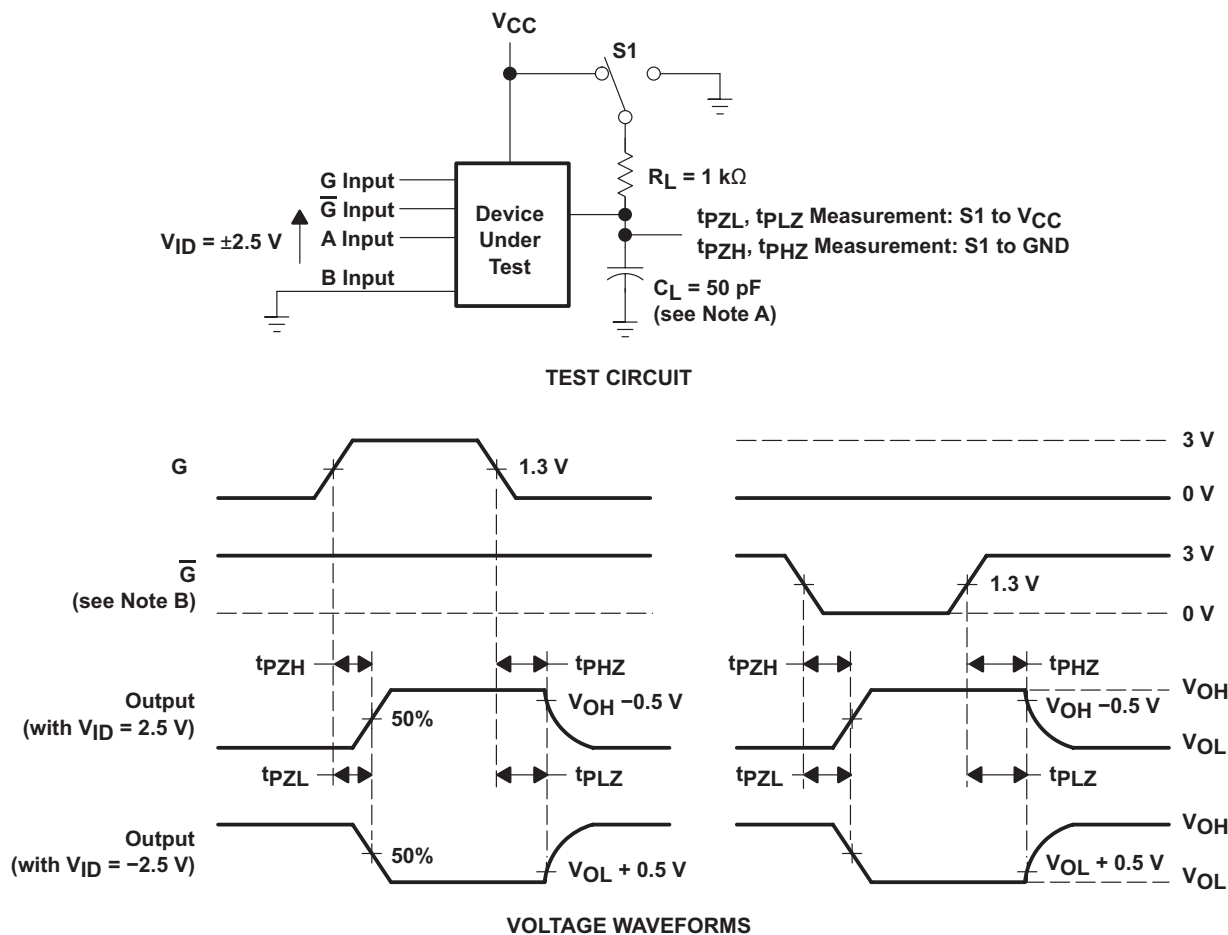 VCC
S1
G Input
G̅ Input
A Input
B Input
VID = ±2.5 V
Device
Under
Test
RL = 1 kΩ
tPZL, tPLZ Measurement: S1 to VCC
tPZH, tPHZ Measurement: S1 to GND
CL = 50 pF
(see Note A)
TEST CIRCUIT
G
1.3 V
3 V
0 V
G̅
(see Note B)
1.3 V
3 V
0 V
tPZH
tPHZ
tPZH
tPHZ
Output
(with VID = 2.5 V)
50%
VOH −0.5 V
VOH −0.5 V
VOH
VOL
tPZL
tPLZ
tPZL
tPLZ
Output
(with VID = −2.5 V)
50%
VOL + 0.5 V
VOL + 0.5 V
VOH
VOL
VOLTAGE WAVEFORMS